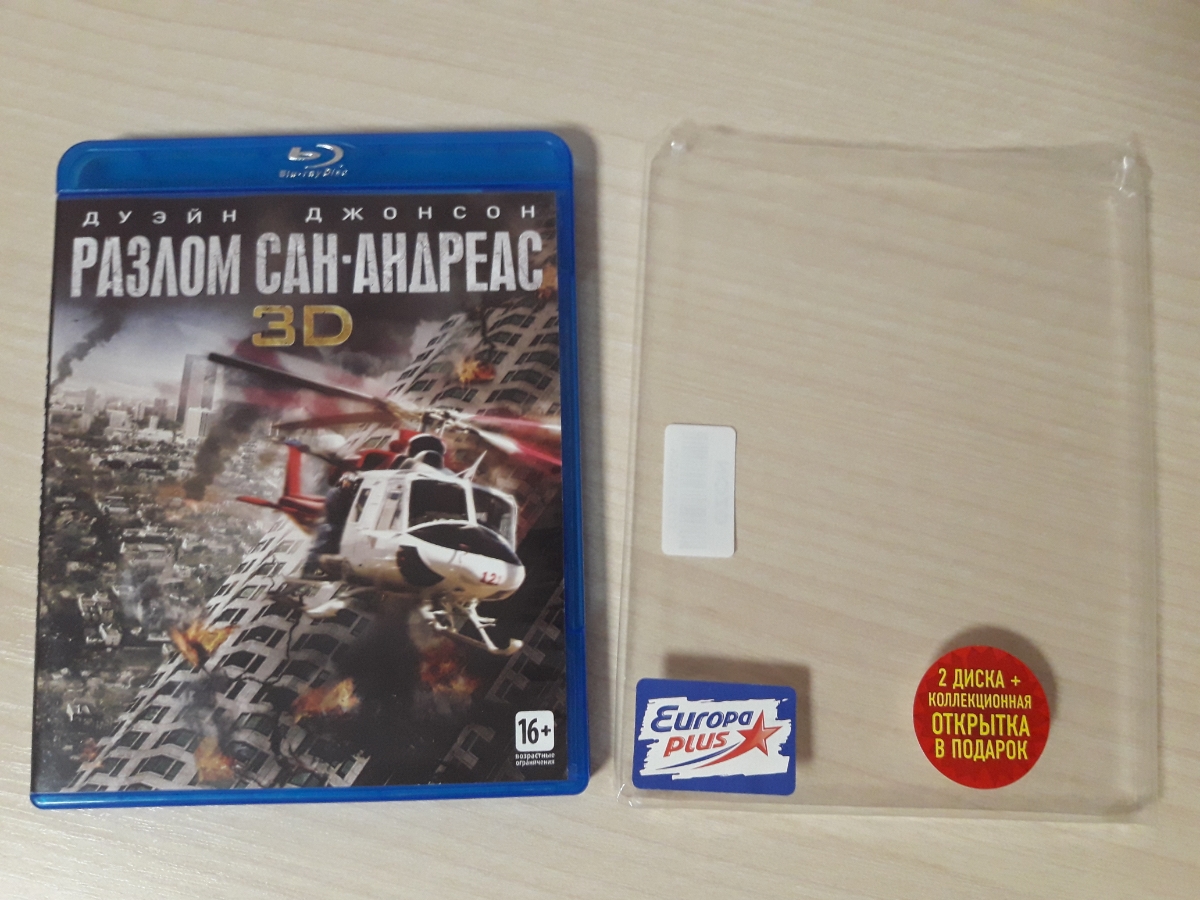 Blu-ray Disc
ДУЭЙН ДЖОНСОН
РАЗЛОМ САН-АНДРЕАС
3D
12
16+
возрастные
ограничения
Europa
plus
2 ДИСКА +
КОЛЛЕКЦИОННАЯ
ОТКРЫТКА
В ПОДАРОК